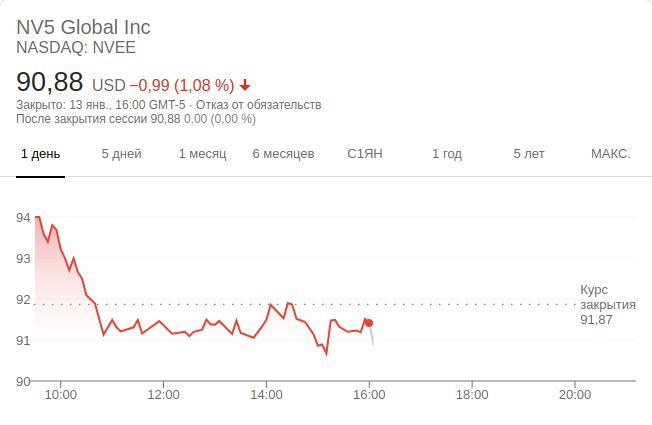 NV5 Global Inc
NASDAQ: NVEE
90,88 USD −0,99 (1,08 %)
Закрыто: 13 янв., 16:00 GMT-5 · Отказ от обязательств
После закрытия сессии 90,88 0,00 (0,00 %)
1 день 5 дней 1 месяц 6 месяцев С1ЯН 1 год 5 лет МАКС.
94
93
92
91
90
Курс
закрытия
91,87
10:00 12:00 14:00 16:00 18:00 20:00